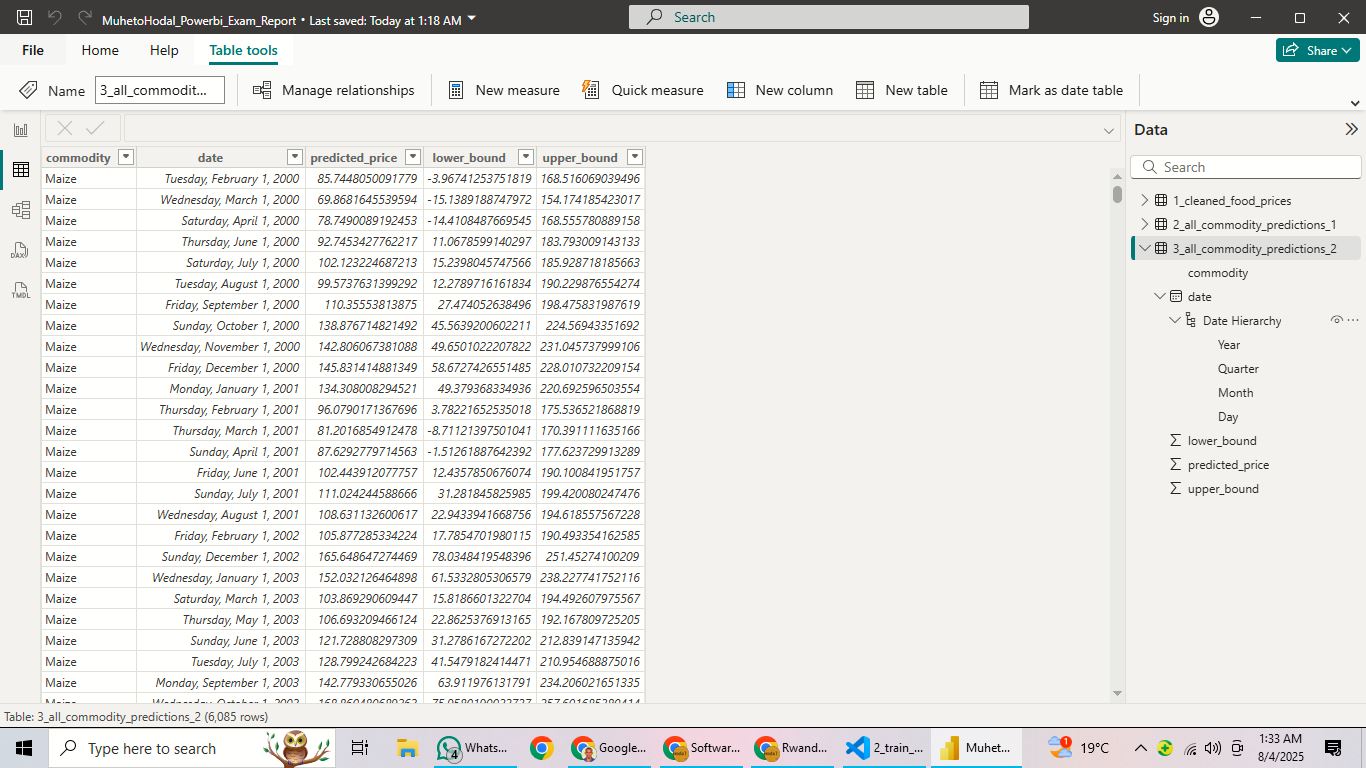 MuhetoHodal_Powerbi_Exam_Report • Last saved: Today at 1:18 AM
Search
Sign in
File Home Help Table tools
Share
Name 3_all_commodit...
Manage relationships
New measure
Quick measure
New column
New table
Mark as date table
commodity date predicted_price lower_bound upper_bound
Maize Tuesday, February 1, 2000 85.7448050091779 -3.96741253751819 168.516069039496
Maize Wednesday, March 1, 2000 69.8681645539594 -15.1389188747972 154.174185423017
Maize Saturday, April 1, 2000 78.7490089192453 -14.4108487669545 168.555780889158
Maize Thursday, June 1, 2000 92.7453427762217 11.0678599140297 183.793009143133
Maize Saturday, July 1, 2000 102.123224687213 15.2398045747566 185.928718185663
Maize Tuesday, August 1, 2000 99.5737631399292 12.2789716161834 190.229876554274
Maize Friday, September 1, 2000 110.35553813875 27.474052638496 198.475831987619
Maize Sunday, October 1, 2000 138.876714821492 45.5639200602211 224.56943351692
Maize Wednesday, November 1, 2000 142.806067381088 49.6501022207822 231.045737999106
Maize Friday, December 1, 2000 145.831414881349 58.6727426551485 228.010732209154
Maize Monday, January 1, 2001 134.308008294521 49.379368334936 220.692596503554
Maize Thursday, February 1, 2001 96.0790171367696 3.78221652535018 175.536521868819
Maize Thursday, March 1, 2001 81.2016854912478 -8.71121397501041 170.391111635166
Maize Sunday, April 1, 2001 87.6292779714563 -1.51261887642392 177.623729913289
Maize Friday, June 1, 2001 102.443912077757 12.4357850676074 190.100841951757
Maize Sunday, July 1, 2001 111.024244588666 31.281845825985 199.420080247476
Maize Wednesday, August 1, 2001 108.631132600617 22.9433941668756 194.618557567228
Maize Friday, February 1, 2002 105.877285334224 17.7854701980115 190.493354162585
Maize Sunday, December 1, 2002 165.648647274469 78.0348419548396 251.45274100209
Maize Wednesday, January 1, 2003 152.032126464898 61.5332805306579 238.227741752116
Maize Saturday, March 1, 2003 103.869290609447 15.8186601322704 194.492607975567
Maize Thursday, May 1, 2003 106.693209466124 22.8625376913165 192.167809725205
Maize Sunday, June 1, 2003 121.728808297309 31.2786167272202 212.839147135942
Maize Tuesday, July 1, 2003 128.799242684223 41.5479182414471 210.954688875016
Maize Monday, September 1, 2003 142.779330655026 63.911976131791 234.206021651335
Data
Search
1_cleaned_food_prices
2_all_commodity_predictions_1
3_all_commodity_predictions_2
commodity
date
Date Hierarchy
Year
Quarter
Month
Day
lower_bound
predicted_price
upper_bound
DAX
TMDL
Table: 3_all_commodity_predictions_2 (6,085 rows)
Type here to search
4
Whats...
Google...
Softwar...
Rwand...
2_train_...
Muhet...
1
19°C
1:33 AM
8/4/2025